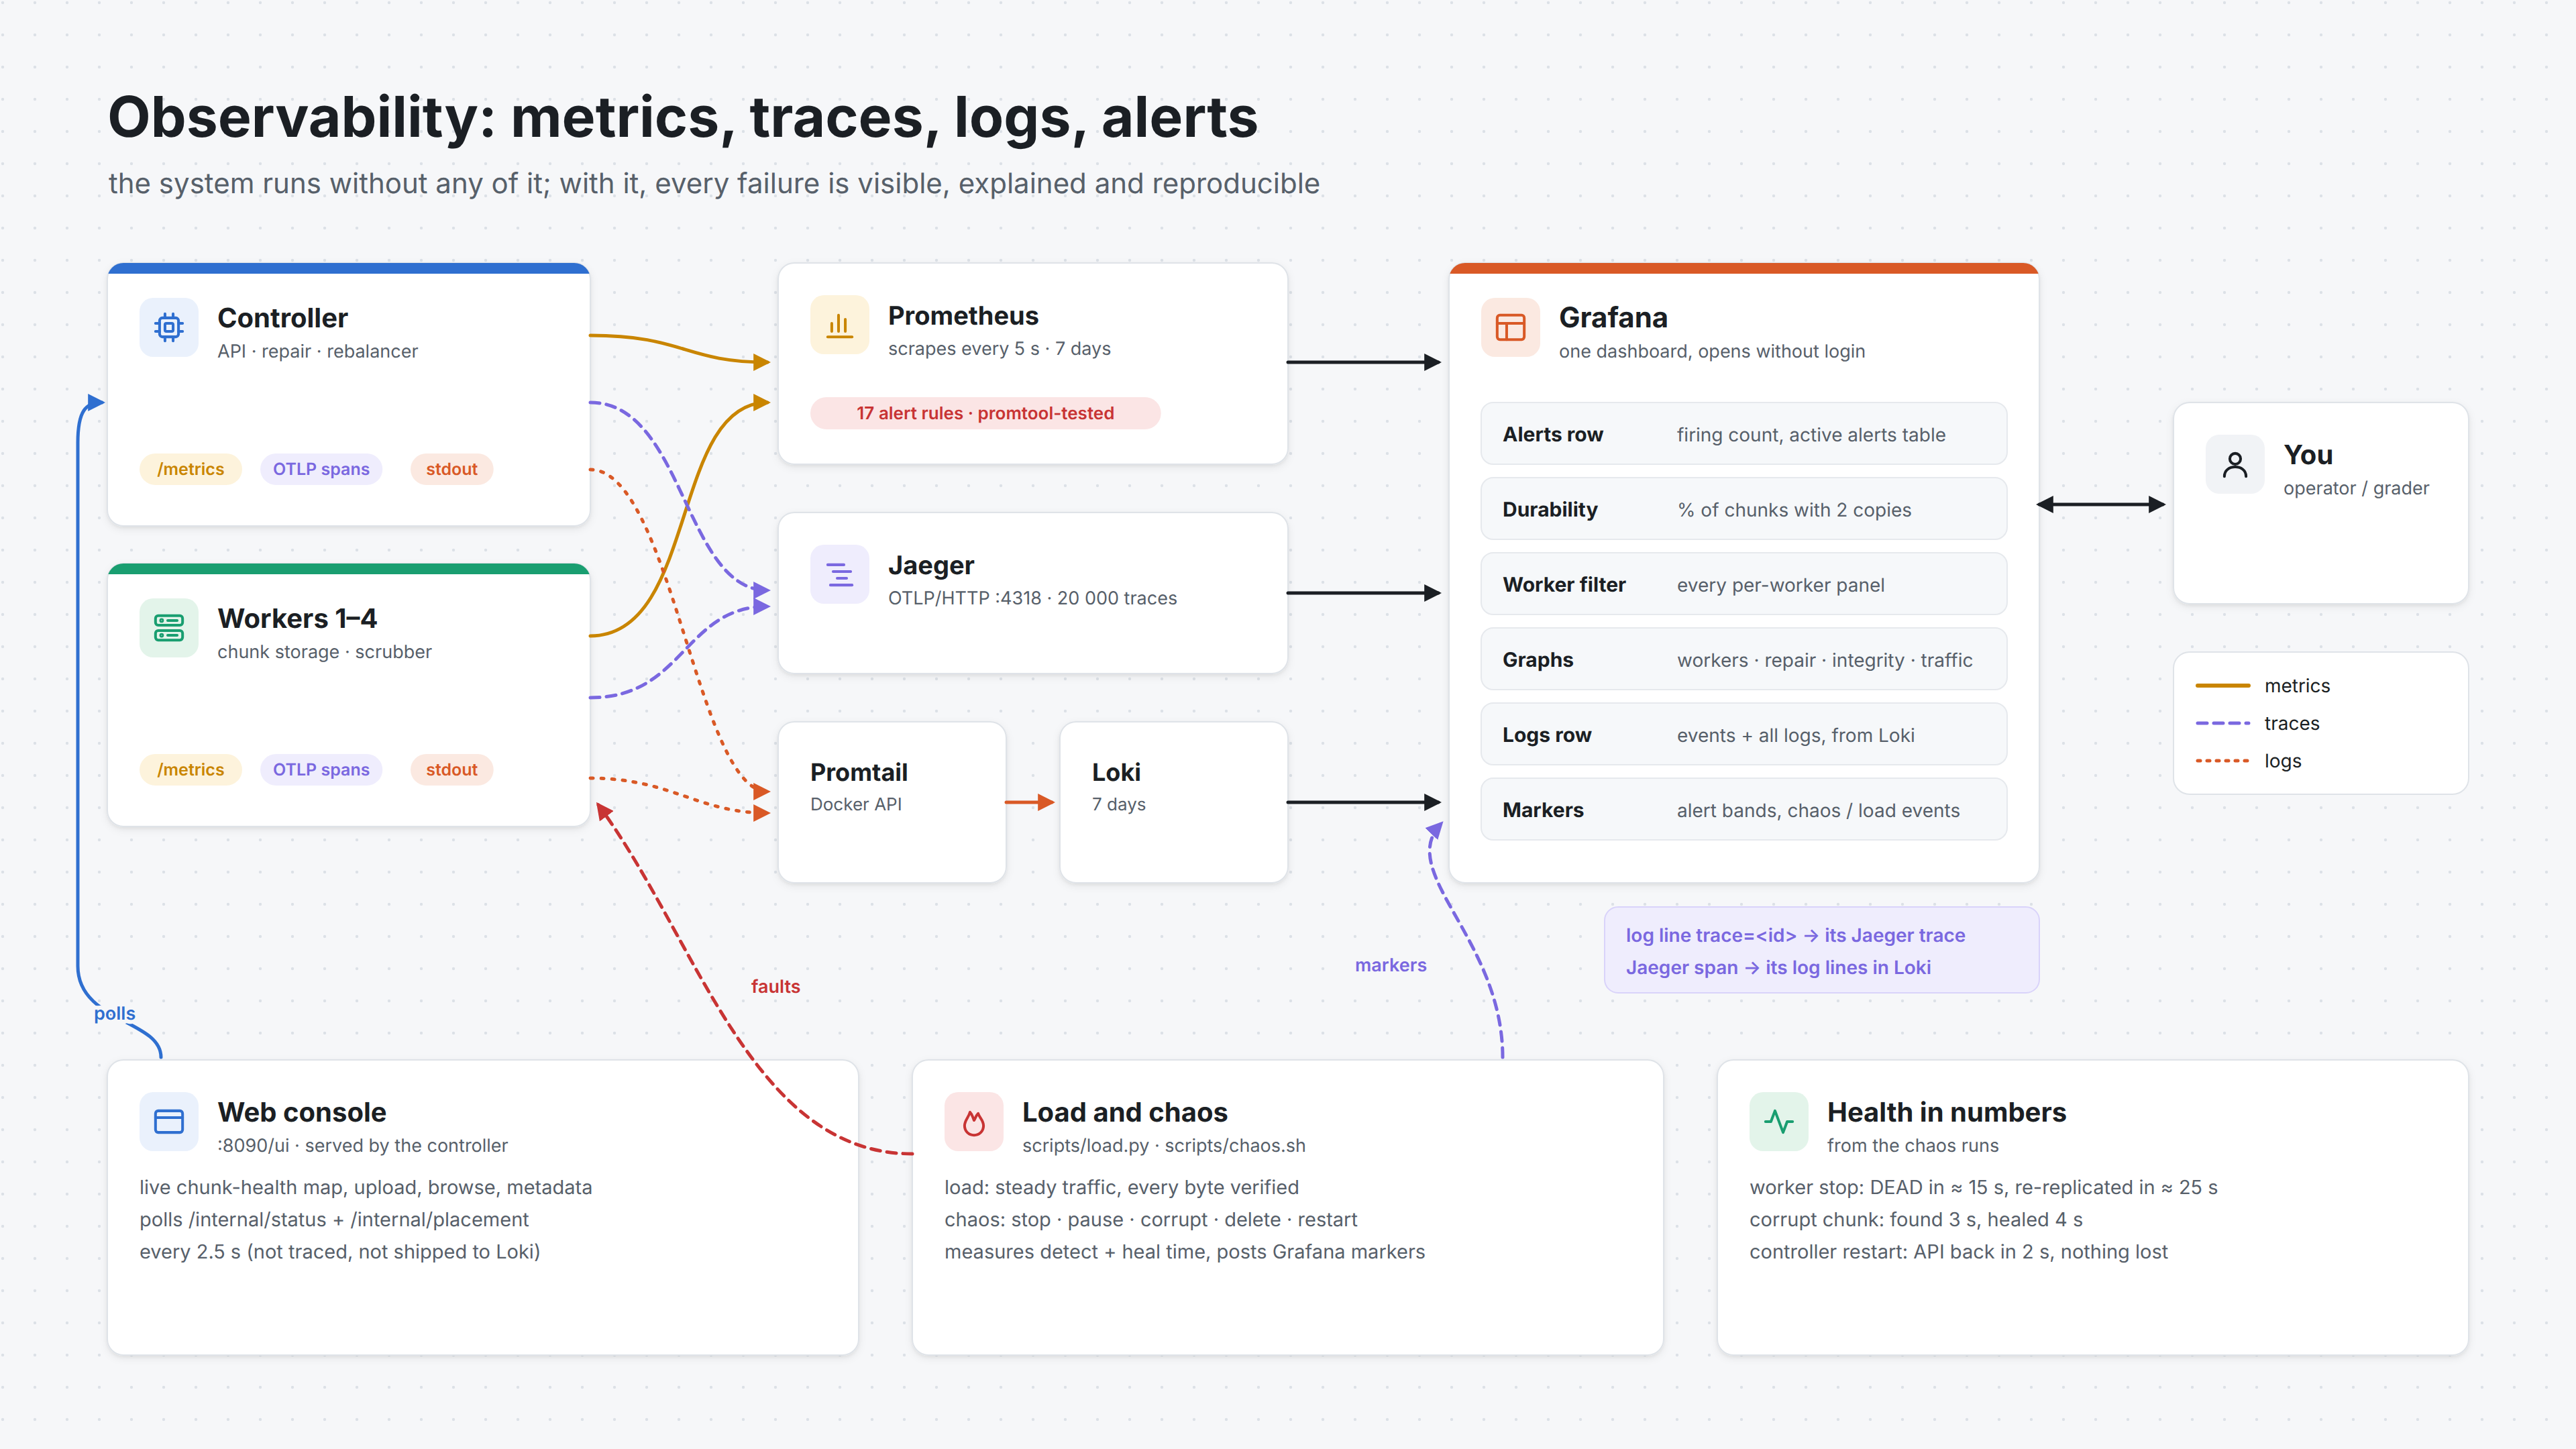 Observability: metrics, traces, logs, alerts
the system runs without any of it; with it, every failure is visible, explained and reproducible
Controller
API · repair · rebalancer
/metrics
OTLP spans
stdout
Workers 1–4
chunk storage · scrubber
/metrics
OTLP spans
stdout
Prometheus
scrapes every 5 s · 7 days
17 alert rules · promtool-tested
Jaeger
OTLP/HTTP :4318 · 20 000 traces
Promtail
Docker API
Loki
7 days
Grafana
one dashboard, opens without login
Alerts row
firing count, active alerts table
Durability
% of chunks with 2 copies
Worker filter
every per-worker panel
Graphs
workers · repair · integrity · traffic
Logs row
events + all logs, from Loki
Markers
alert bands, chaos / load events
You
operator / grader
metrics
traces
logs
log line trace=<id> → its Jaeger trace
Jaeger span → its log lines in Loki
markers
faults
polls
Web console
:8090/ui · served by the controller
live chunk-health map, upload, browse, metadata
polls /internal/status + /internal/placement
every 2.5 s (not traced, not shipped to Loki)
Load and chaos
scripts/load.py · scripts/chaos.sh
load: steady traffic, every byte verified
chaos: stop · pause · corrupt · delete · restart
measures detect + heal time, posts Grafana markers
Health in numbers
from the chaos runs
worker stop: DEAD in ≈ 15 s, re-replicated in ≈ 25 s
corrupt chunk: found 3 s, healed 4 s
controller restart: API back in 2 s, nothing lost